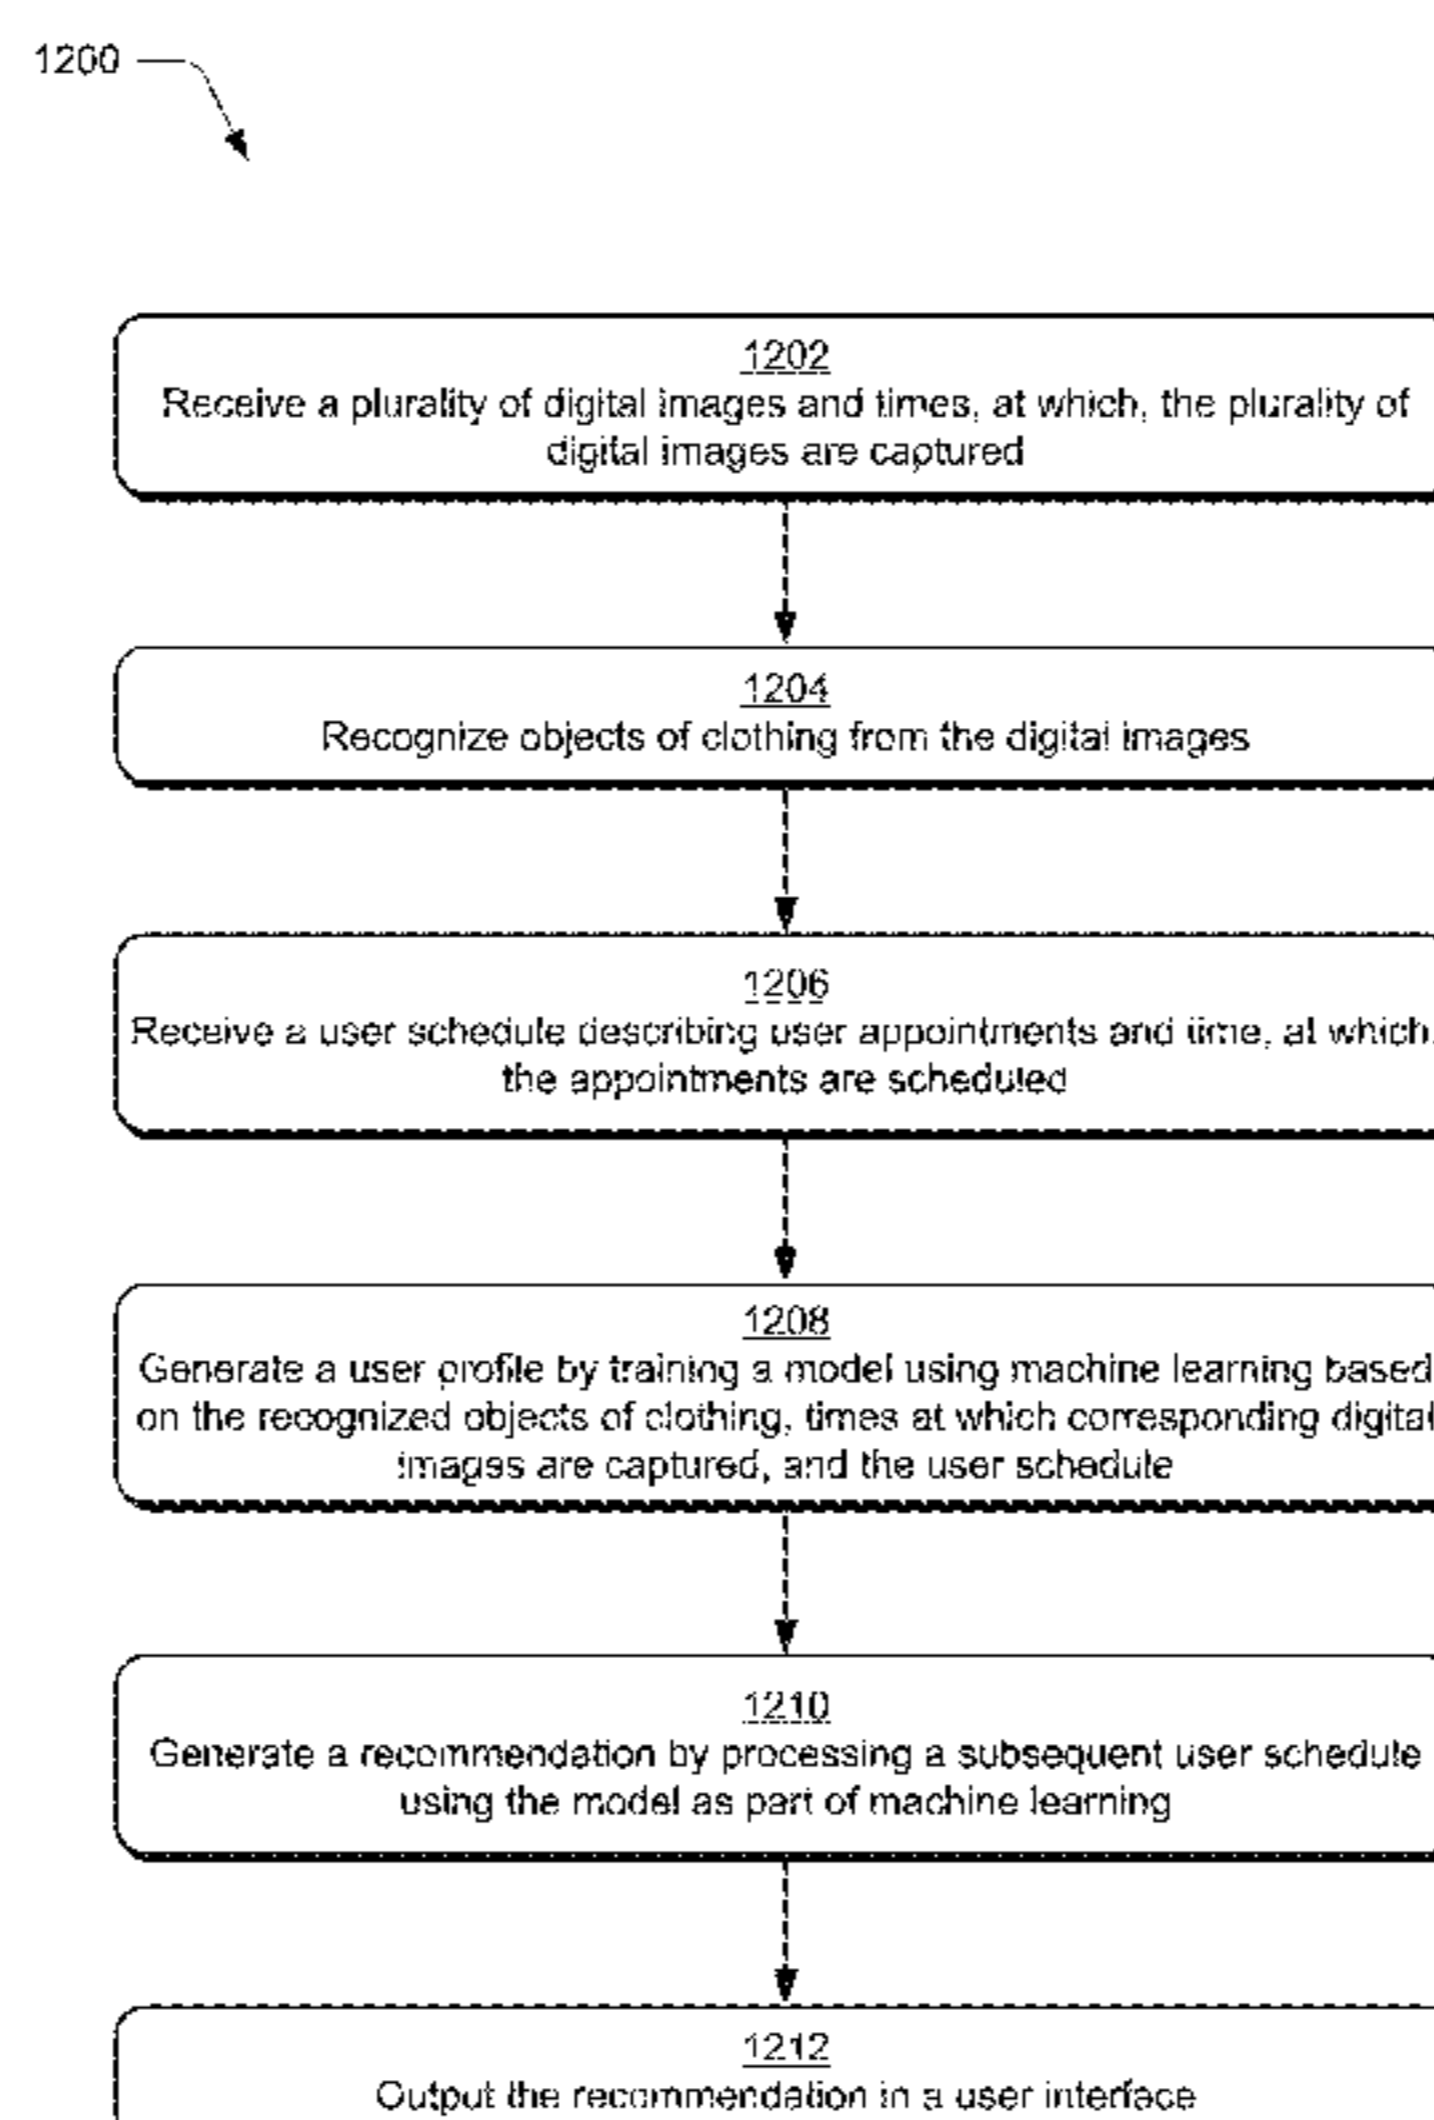 1200
1202
Receive a plurality of digital images and times, at which, the plurality of
digital images are captured
1204
Recognize objects of clothing from the digital images
1206
Receive a user schedule describing user appointments and time, at which,
the appointments are scheduled
1208
Generate a user profile by training a model using machine learning based
on the recognized objects of clothing, times at which corresponding digital
images are captured, and the user schedule
1210
Generate a recommendation by processing a subsequent user schedule
using the model as part of machine learning
1212
Output the recommendation in a user interface